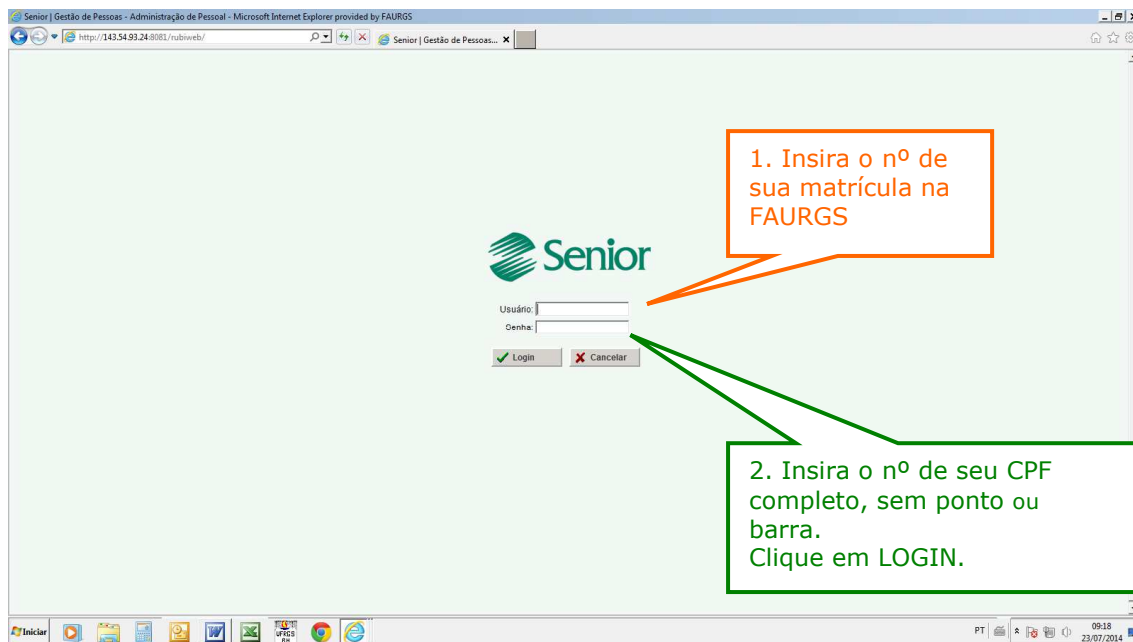 Senior | Gestão de Pessoas - Administração de Pessoal - Microsoft Internet Explorer provided by FAURGS
http://143.54.93.24:8081/rubiweb/
Senior | Gestão de Pessoas...
1. Insira o nº de
sua matrícula na
FAURGS
Senior
Usuário:
Senha:
Login
Cancelar
2. Insira o nº de seu CPF
completo, sem ponto ou
barra.
Clique em LOGIN.
Iniciar
UFRGS
RH
PT
09:18
23/07/2014